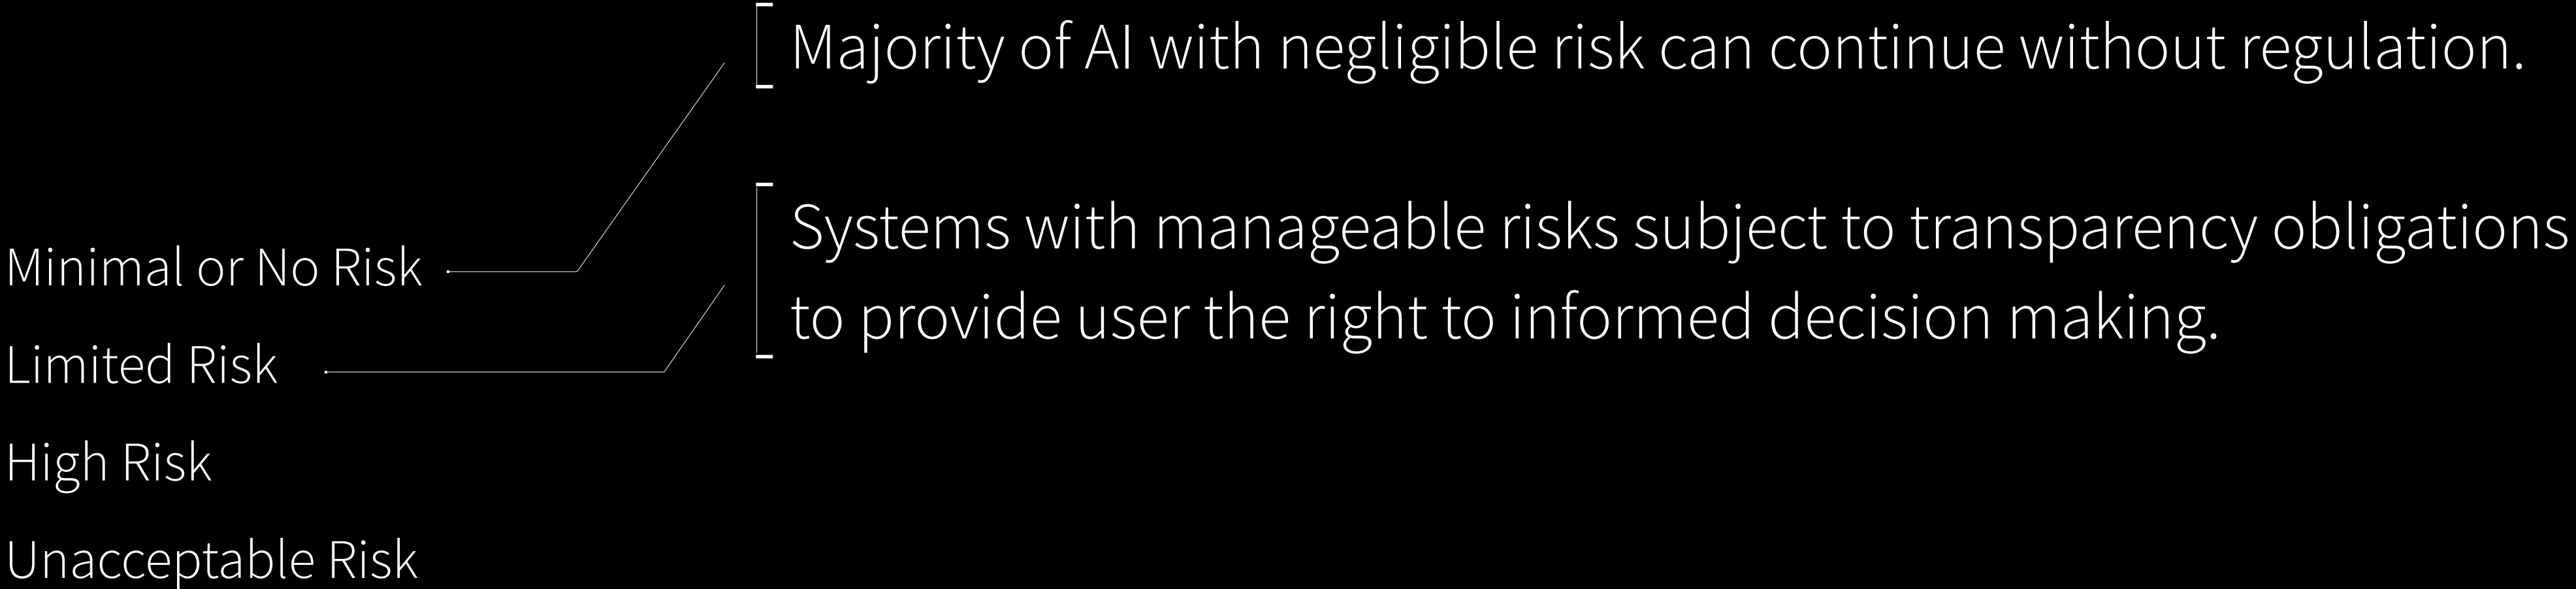 Majority of AI with negligible risk can continue without regulation.
Systems with manageable risks subject to transparency obligations
to provide user the right to informed decision making.
Minimal or No Risk
Limited Risk
High Risk
Unacceptable Risk